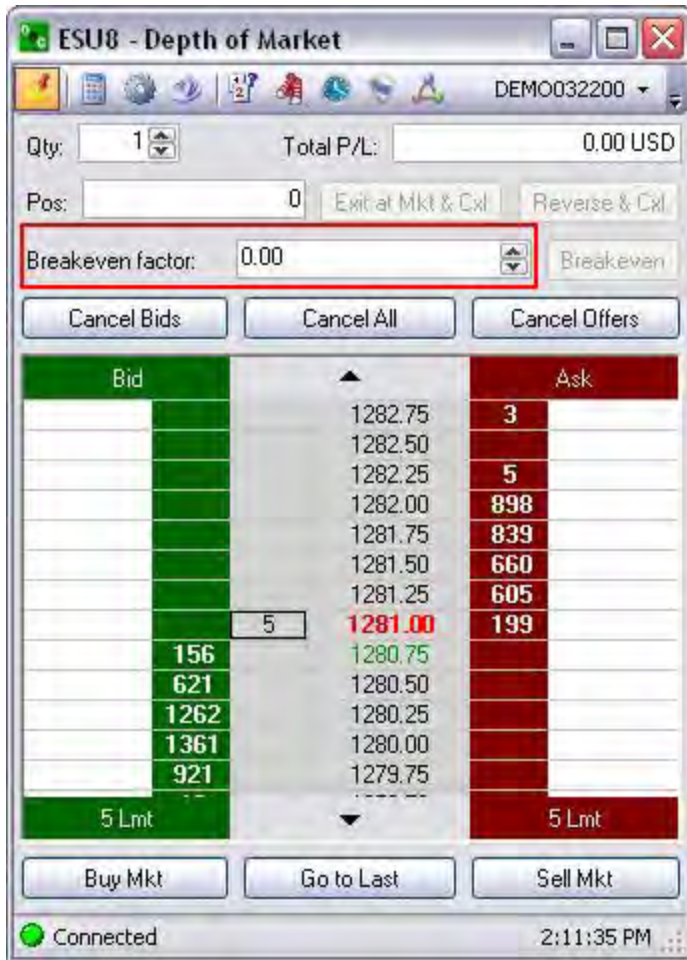 ESU8 - Depth of Market
DEMO032200
Qty: 1 Total P/L: 0.00 USD
Pos: 0 Exit at Mkt & Cxl Reverse & Cxl
Breakeven factor: 0.00 Breakeven
Cancel Bids Cancel All Cancel Offers
Bid Ask
1282.75 3
1282.50
1282.25 5
1282.00 898
1281.75 839
1281.50 660
1281.25 605
5 1281.00 199
156 1280.75
621 1280.50
1262 1280.25
1361 1280.00
921 1279.75
5 Lmt 5 Lmt
Buy Mkt Go to Last Sell Mkt
Connected 2:11:35 PM